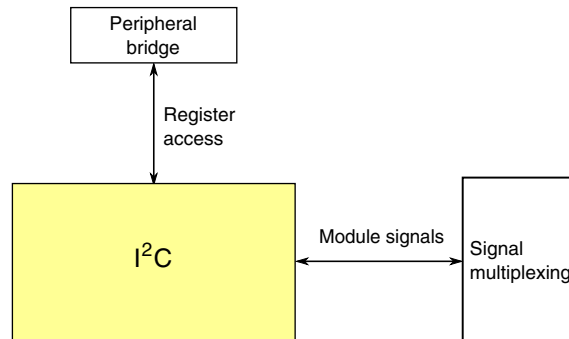 Peripheral
bridge
Register
access
I²C
Module signals
Signal
multiplexing